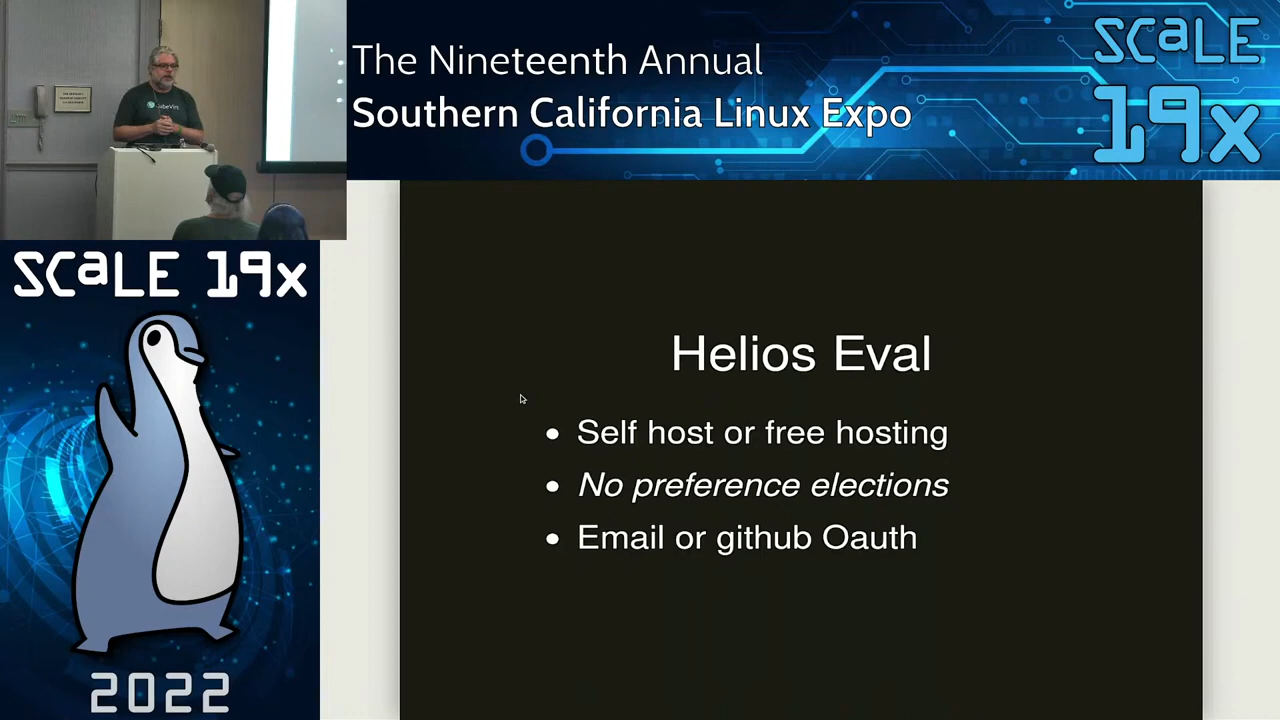 The Nineteenth Annual
Southern California Linux Expo
SCaLE
19x
SCaLE 19x
2022
Helios Eval
• Self host or free hosting
• No preference elections
• Email or github Oauth